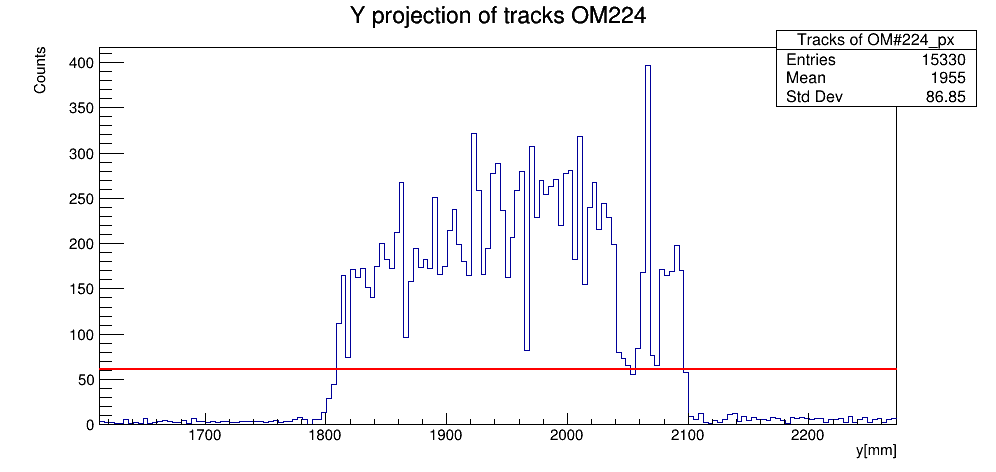 Y projection of tracks OM224
Tracks of OM#224_px
Entries 15330
Mean 1955
Std Dev 86.85
Counts
400
350
300
250
200
150
100
50
0
1700 1800 1900 2000 2100 2200
y[mm]